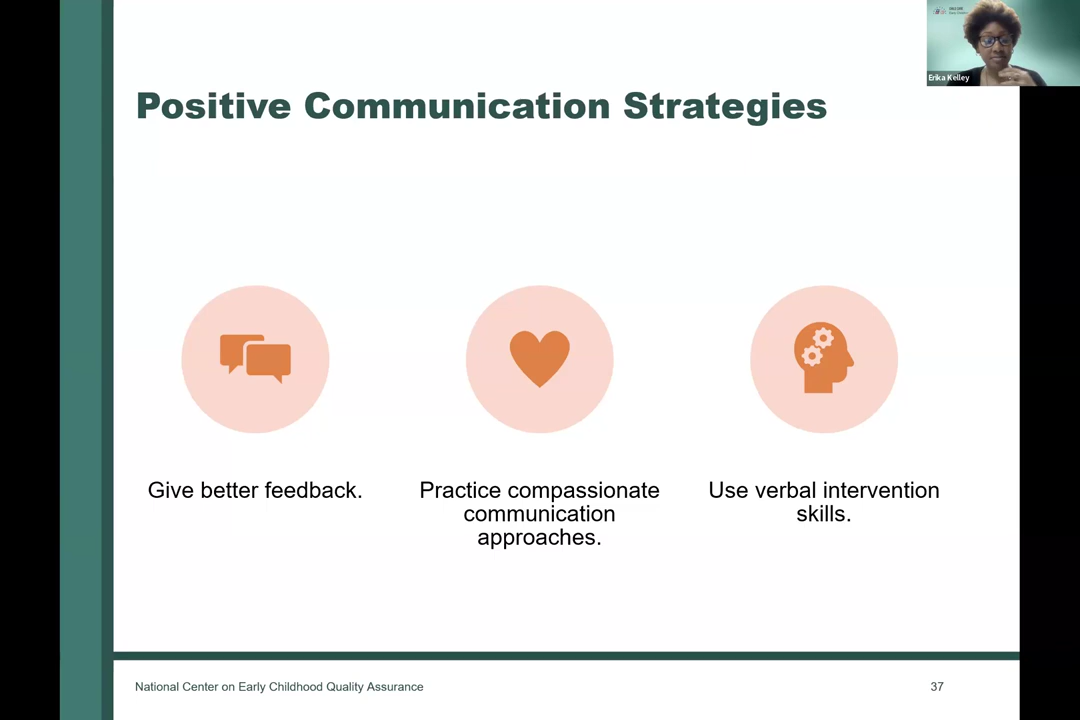 Erika Kelley
Positive Communication Strategies
Give better feedback.
Practice compassionate
communication
approaches.
Use verbal intervention
skills.
National Center on Early Childhood Quality Assurance
37